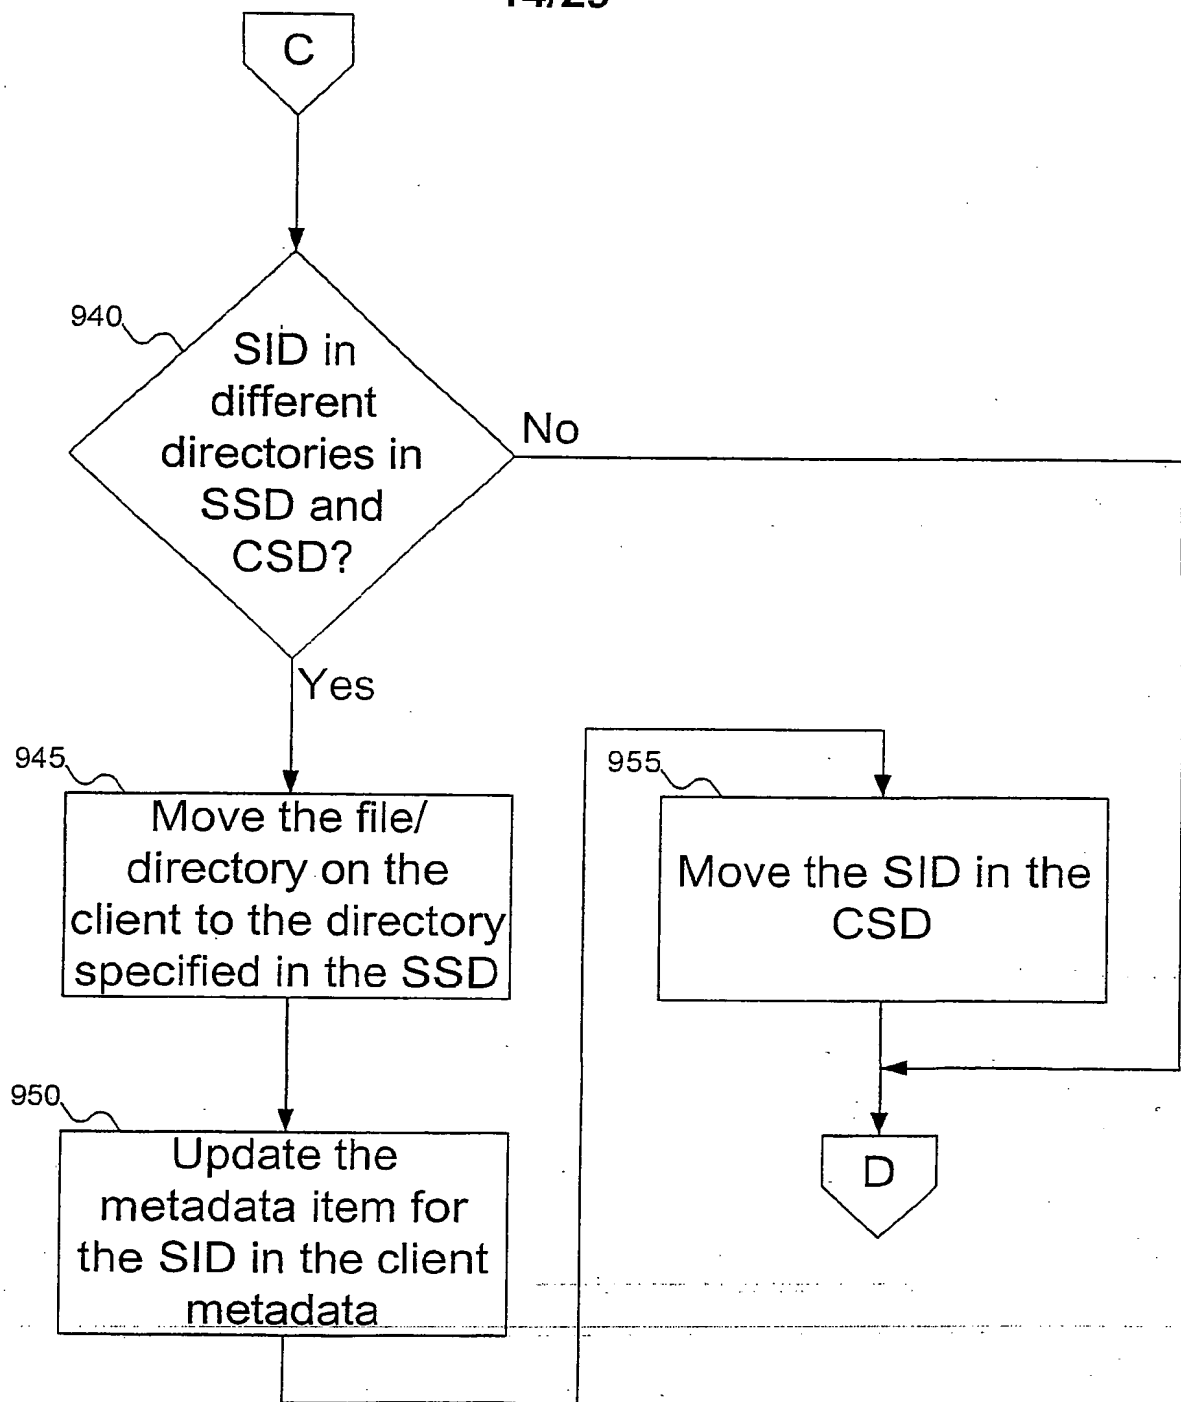 C
940
SID in
different
directories in
SSD and
CSD?
No
Yes
945
Move the file/
directory on the
client to the directory
specified in the SSD
950
Update the
metadata item for
the SID in the client
metadata
955
Move the SID in the
CSD
D